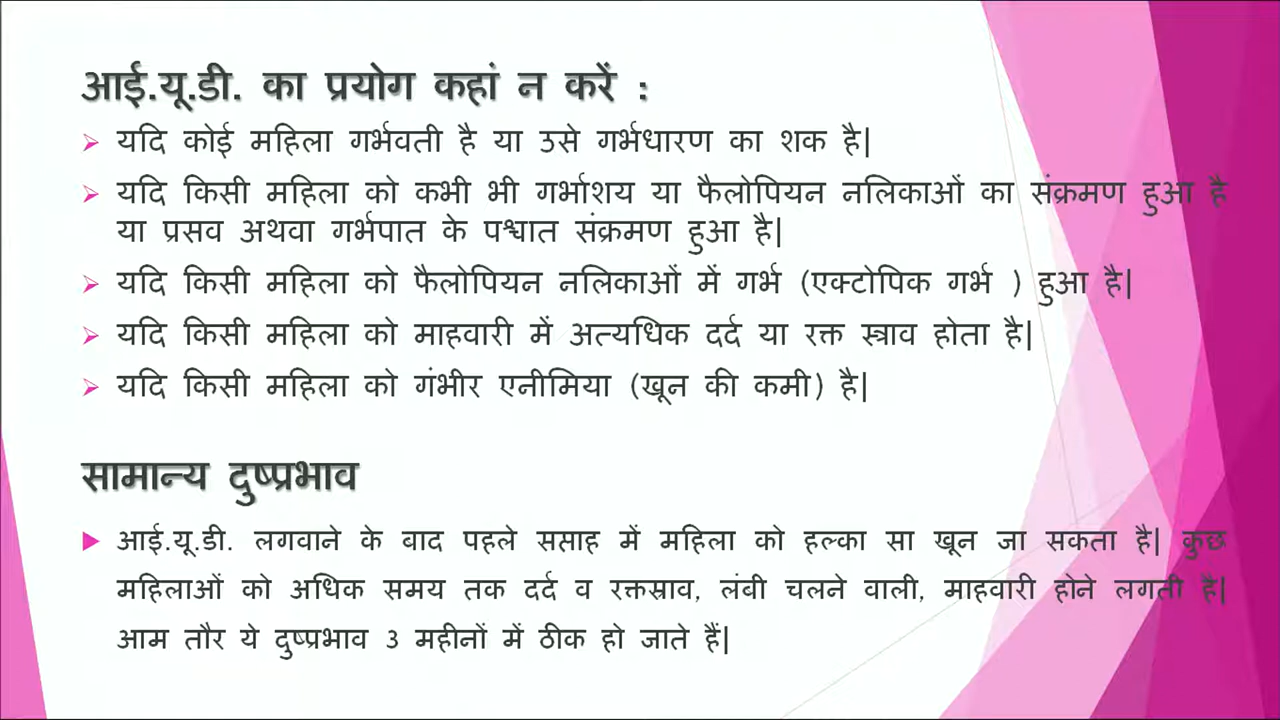 आई.यू.डी. का प्रयोग कहां न करें :
यदि कोई महिला गर्भवती है या उसे गर्भधारण का शक है|
यदि किसी महिला को कभी भी गर्भाशय या फैलोपियन नलिकाओं का संक्रमण हुआ है
या प्रसव अथवा गर्भपात के पश्चात संक्रमण हुआ है|
यदि किसी महिला को फैलोपियन नलिकाओं में गर्भ (एक्टोपिक गर्भ ) हुआ है|
यदि किसी महिला को माहवारी में अत्यधिक दर्द या रक्त स्त्राव होता है|
यदि किसी महिला को गंभीर एनीमिया (खून की कमी) है|
सामान्य दुष्प्रभाव
आई.यू.डी. लगवाने के बाद पहले सप्ताह में महिला को हल्का सा खून जा सकता है| कुछ
महिलाओं को अधिक समय तक दर्द व रक्तस्राव, लंबी चलने वाली, माहवारी होने लगती है|
आम तौर ये दुष्प्रभाव 3 महीनों में ठीक हो जाते हैं|